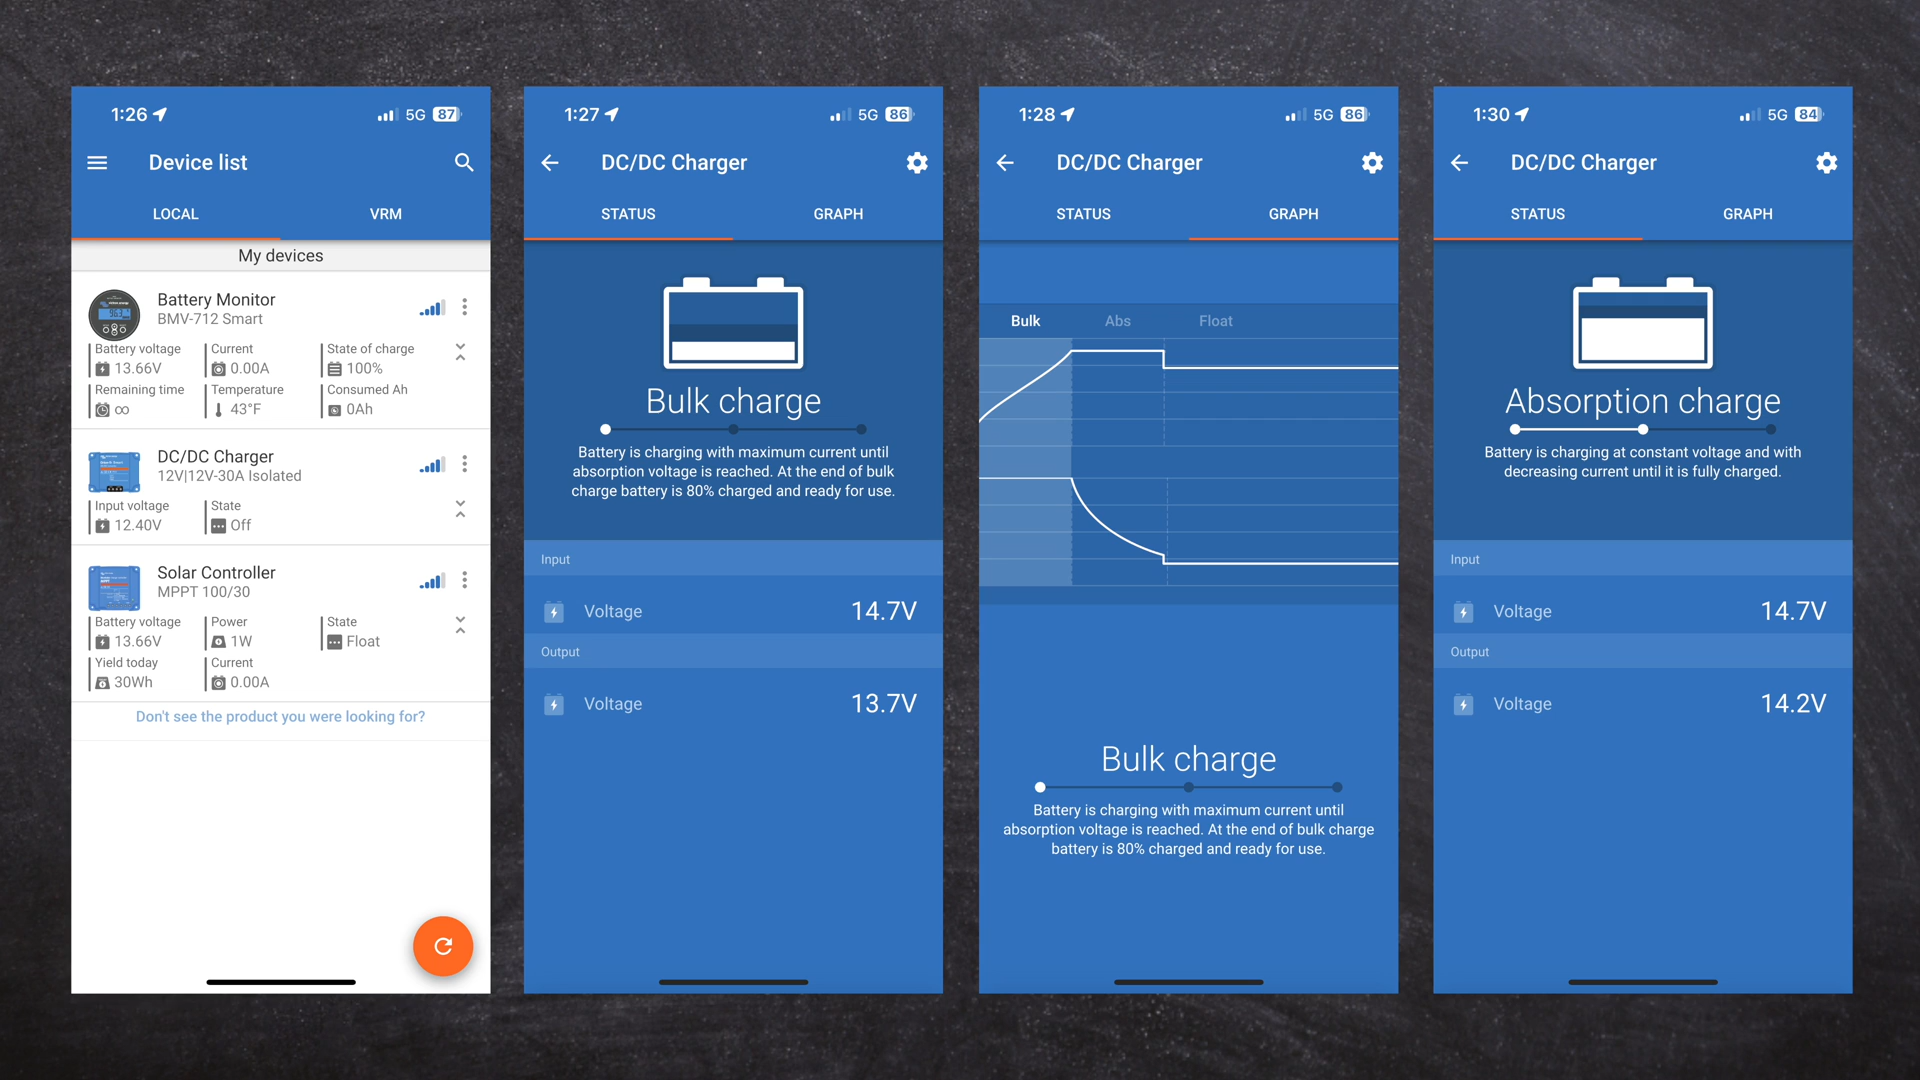 1:26
5G 87
Device list
LOCAL VRM
My devices
Battery Monitor
BMV-712 Smart
Battery voltage Current State of charge
13.66V 0.00A 100%
Remaining time Temperature Consumed Ah
∞ 43°F 0Ah
DC/DC Charger
12V|12V-30A Isolated
Input voltage State
12.40V Off
Solar Controller
MPPT 100/30
Battery voltage Power State
13.66V 1W Float
Yield today Current
30Wh 0.00A
Don't see the product you were looking for?
1:27
5G 86
DC/DC Charger
STATUS GRAPH
Bulk charge
Battery is charging with maximum current until
absorption voltage is reached. At the end of bulk
charge battery is 80% charged and ready for use.
Input
Voltage 14.7V
Output
Voltage 13.7V
1:28
5G 86
DC/DC Charger
STATUS GRAPH
Bulk Abs Float
Bulk charge
Battery is charging with maximum current until
absorption voltage is reached. At the end of bulk charge
battery is 80% charged and ready for use.
1:30
5G 84
DC/DC Charger
STATUS GRAPH
Absorption charge
Battery is charging at constant voltage and with
decreasing current until it is fully charged.
Input
Voltage 14.7V
Output
Voltage 14.2V